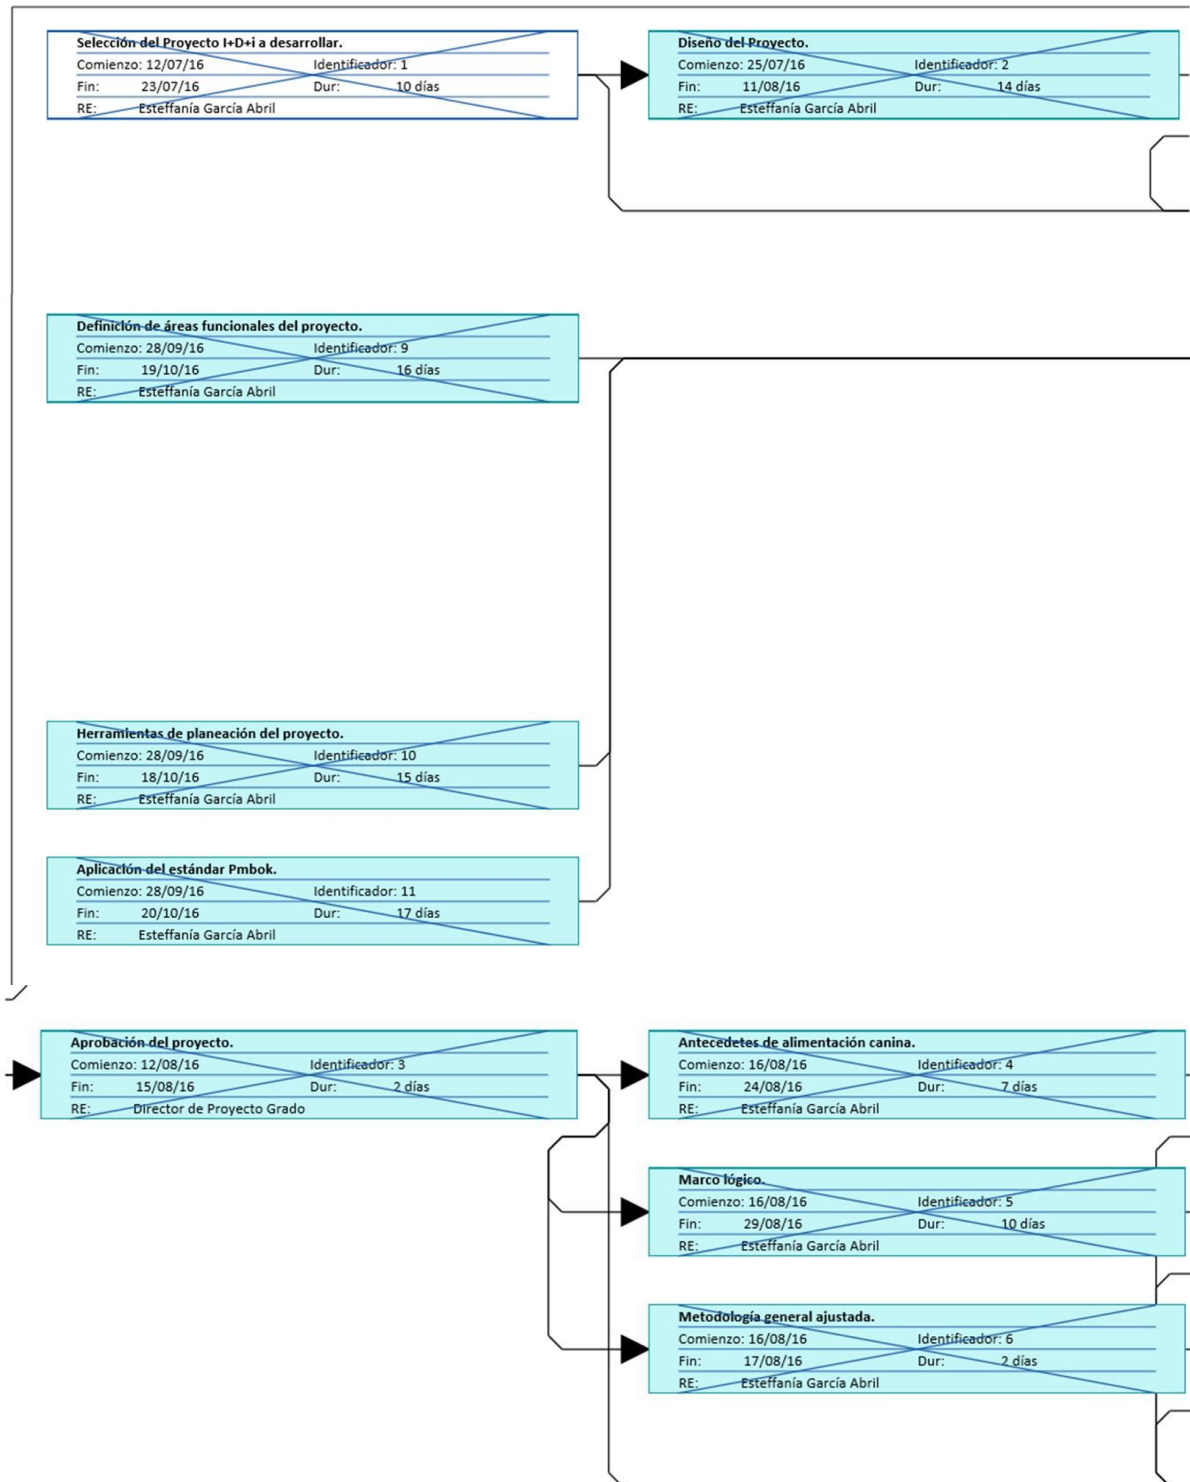 Selección del Proyecto I+D+i a desarrollar.
Comienzo: 12/07/16 Identificador: 1
Fin: 23/07/16 Dur: 10 días
RE: Esteffanía García Abril
Diseño del Proyecto.
Comienzo: 25/07/16 Identificador: 2
Fin: 11/08/16 Dur: 14 días
RE: Esteffanía García Abril
Definición de áreas funcionales del proyecto.
Comienzo: 28/09/16 Identificador: 9
Fin: 19/10/16 Dur: 16 días
RE: Esteffanía García Abril
Herramientas de planeación del proyecto.
Comienzo: 28/09/16 Identificador: 10
Fin: 18/10/16 Dur: 15 días
RE: Esteffanía García Abril
Aplicación del estándar Pmbok.
Comienzo: 28/09/16 Identificador: 11
Fin: 20/10/16 Dur: 17 días
RE: Esteffanía García Abril
Aprobación del proyecto.
Comienzo: 12/08/16 Identificador: 3
Fin: 15/08/16 Dur: 2 días
RE: Director de Proyecto Grado
Antecedetes de alimentación canina.
Comienzo: 16/08/16 Identificador: 4
Fin: 24/08/16 Dur: 7 días
RE: Esteffanía García Abril
Marco lógico.
Comienzo: 16/08/16 Identificador: 5
Fin: 29/08/16 Dur: 10 días
RE: Esteffanía García Abril
Metodología general ajustada.
Comienzo: 16/08/16 Identificador: 6
Fin: 17/08/16 Dur: 2 días
RE: Esteffanía García Abril